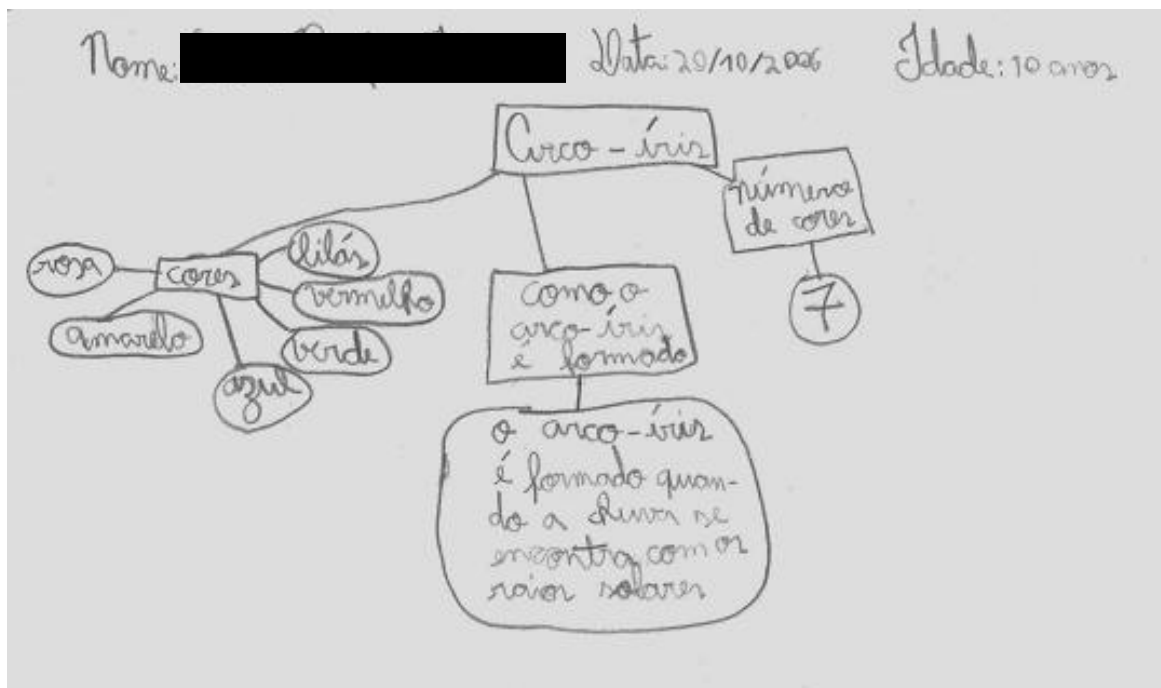 Nome: Data: 20/10/2006 Idade: 10 anos
Arco-íris
número
de cores
7
cores
rosa
lilás
vermelho
amarelo
verde
azul
como o
arco-íris
é formado
o arco-íris
é formado quan-
do a chuva se
encontra com os
raios solares